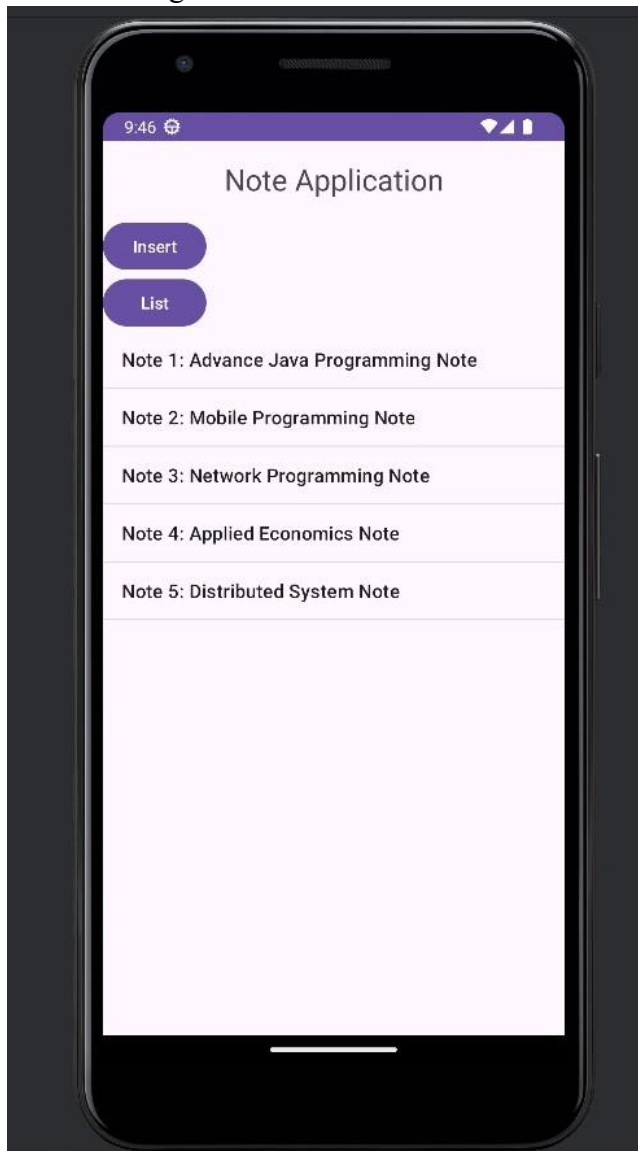 9:46
Note Application
Insert
List
Note 1: Advance Java Programming Note
Note 2: Mobile Programming Note
Note 3: Network Programming Note
Note 4: Applied Economics Note
Note 5: Distributed System Note